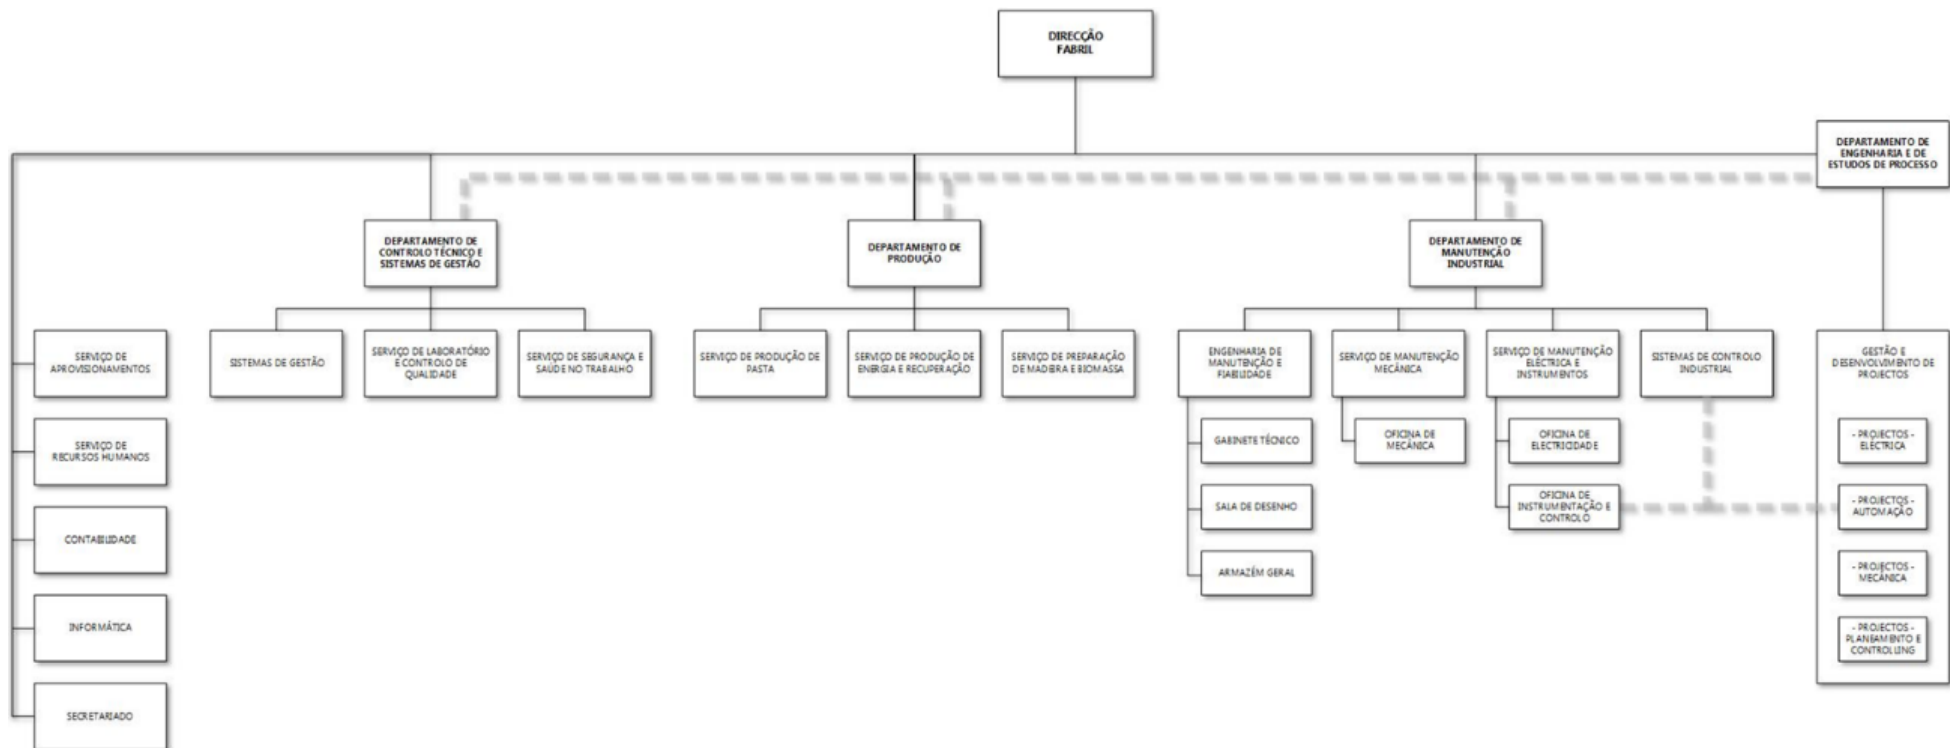 DIRECÇÃO
FABRIL
DEPARTAMENTO DE
ENGENHARIA E DE
ESTUDOS DE PROCESSO
DEPARTAMENTO DE
CONTROLO TÉCNICO E
SISTEMAS DE GESTÃO
DEPARTAMENTO DE
PRODUÇÃO
DEPARTAMENTO DE
MANUTENÇÃO
INDUSTRIAL
SERVIÇO DE
APROVISIONAMENTOS
SERVIÇO DE
RECURSOS HUMANOS
CONTABILIDADE
INFORMÁTICA
SECRETARIADO
SISTEMAS DE GESTÃO
SERVIÇO DE LABORATÓRIO
E CONTROLO DE
QUALIDADE
SERVIÇO DE SEGURANÇA E
SAÚDE NO TRABALHO
SERVIÇO DE PRODUÇÃO DE
PASTA
SERVIÇO DE PRODUÇÃO DE
ENERGIA E RECUPERAÇÃO
SERVIÇO DE PREPARAÇÃO
DE MADEIRA E BIOMASSA
ENGENHARIA DE
MANUTENÇÃO E
FIABILIDADE
GABINETE TÉCNICO
SALA DE DESENHO
ARMAZÉM GERAL
SERVIÇO DE MANUTENÇÃO
MECÂNICA
OFICINA DE
MECÂNICA
SERVIÇO DE MANUTENÇÃO
ELÉCTRICA E
INSTRUMENTOS
OFICINA DE
ELECTRICIDADE
OFICINA DE
INSTRUMENTAÇÃO E
CONTROLO
SISTEMAS DE CONTROLO
INDUSTRIAL
GESTÃO E
DESENVOLVIMENTO DE
PROJECTOS
- PROJECTOS -
ELÉCTRICA
- PROJECTOS -
AUTOMAÇÃO
- PROJECTOS -
MECÂNICA
- PROJECTOS -
PLANEAMENTO E
CONTROLLING